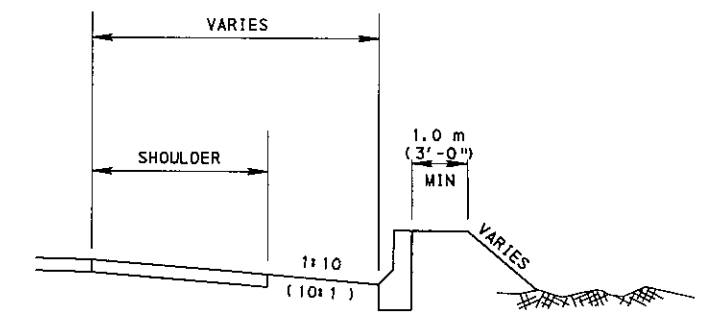 VARIES
1.0 m
(3'-0")
MIN
SHOULDER
VARIES
1:10
(10:1)